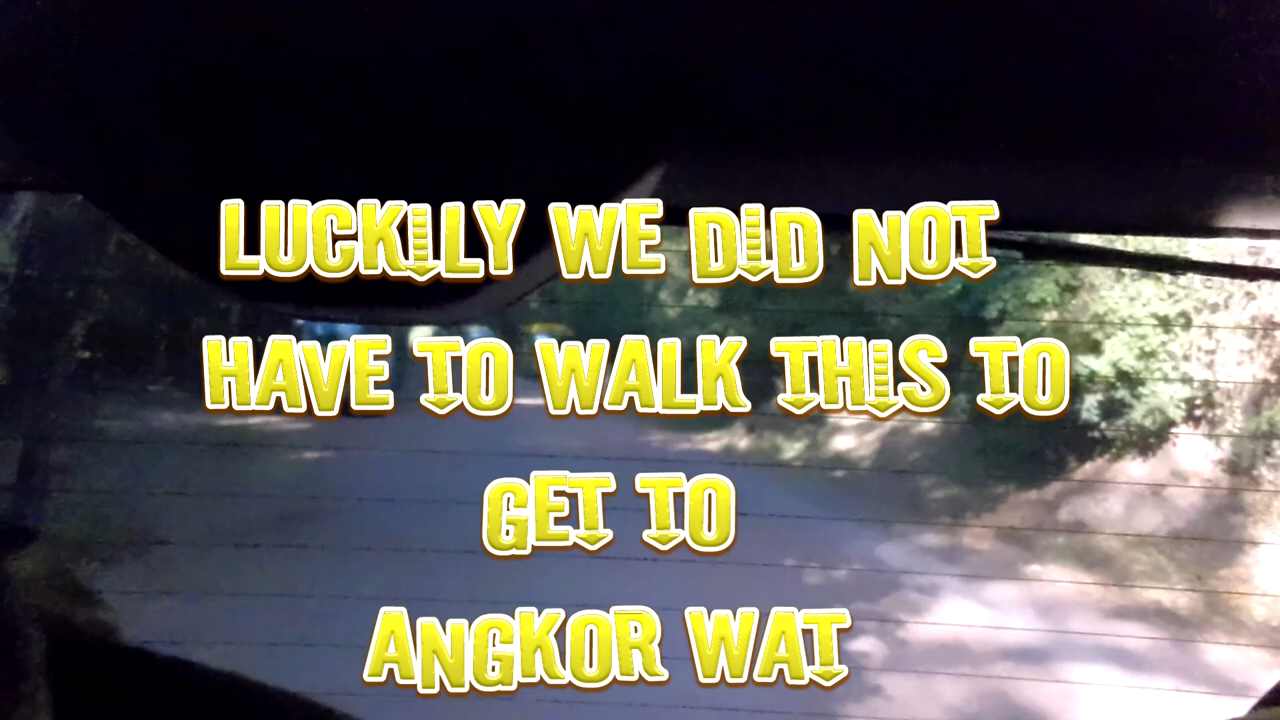 LUCKILY WE DID NOT
HAVE TO WALK THIS TO
GET TO
ANGKOR WAT